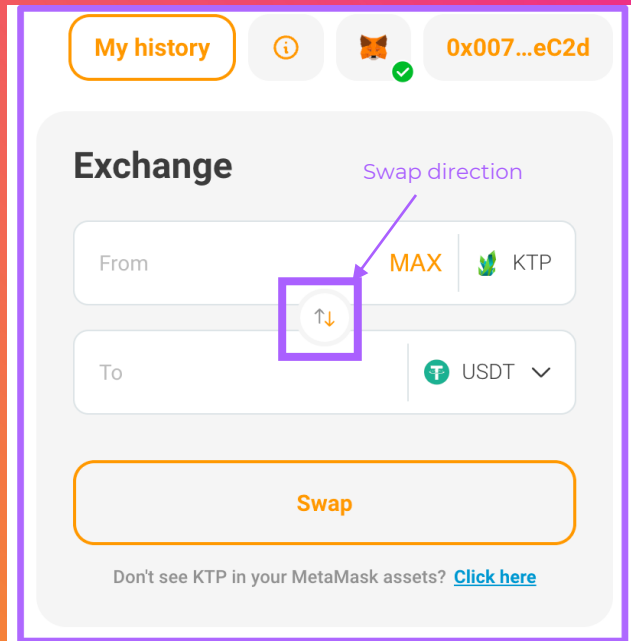 My history
0x007...eC2d
Exchange
Swap direction
From MAX KTP
To USDT
Swap
Don't see KTP in your MetaMask assets? Click here